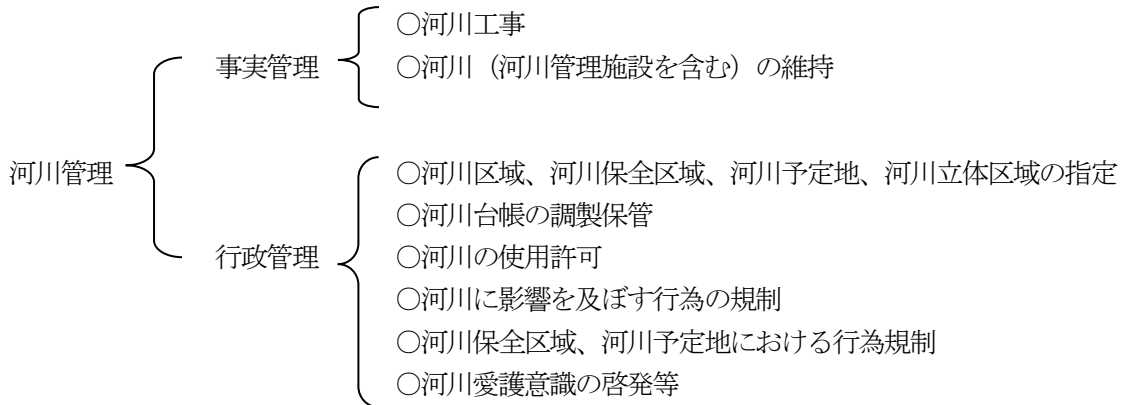 ○河川工事
事実管理
○河川（河川管理施設を含む）の維持
河川管理
○河川区域、河川保全区域、河川予定地、河川立体区域の指定
○河川台帳の調製保管
行政管理
○河川の使用許可
○河川に影響を及ぼす行為の規制
○河川保全区域、河川予定地における行為規制
○河川愛護意識の啓発等